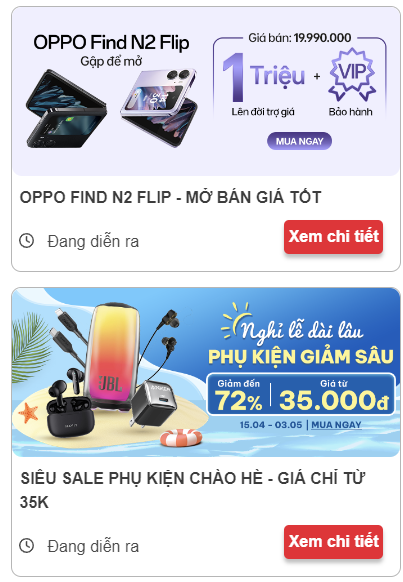 OPPO Find N2 Flip
Gập để mở
Giá bán: 19.990.000
1 Triệu + VIP
Lên đời trợ giá Bảo hành
MUA NGAY
OPPO FIND N2 FLIP - MỞ BÁN GIÁ TỐT
Đang diễn ra
Xem chi tiết
Nghỉ lễ dài lâu
PHỤ KIỆN GIẢM SÂU
Giảm đến Giá từ
72% 35.000đ
15.04 - 03.05 | MUA NGAY
JBL
ANKER
SIÊU SALE PHỤ KIỆN CHÀO HÈ - GIÁ CHỈ TỪ
35K
Đang diễn ra
Xem chi tiết